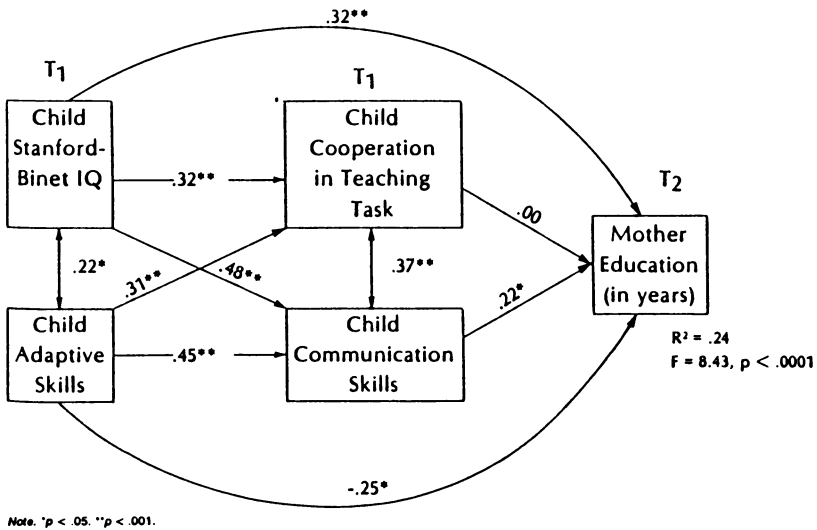 .32**
T1
T1
Child
Stanford-
Binet IQ
Child
Cooperation
in Teaching
Task
T2
.32**
.00
Mother
Education
(in years)
.22*
.31**
.48**
.37**
.22*
Child
Adaptive
Skills
Child
Communication
Skills
.45**
R² = .24
F = 8.43, p < .0001
-.25*
Note. *p < .05. **p < .001.